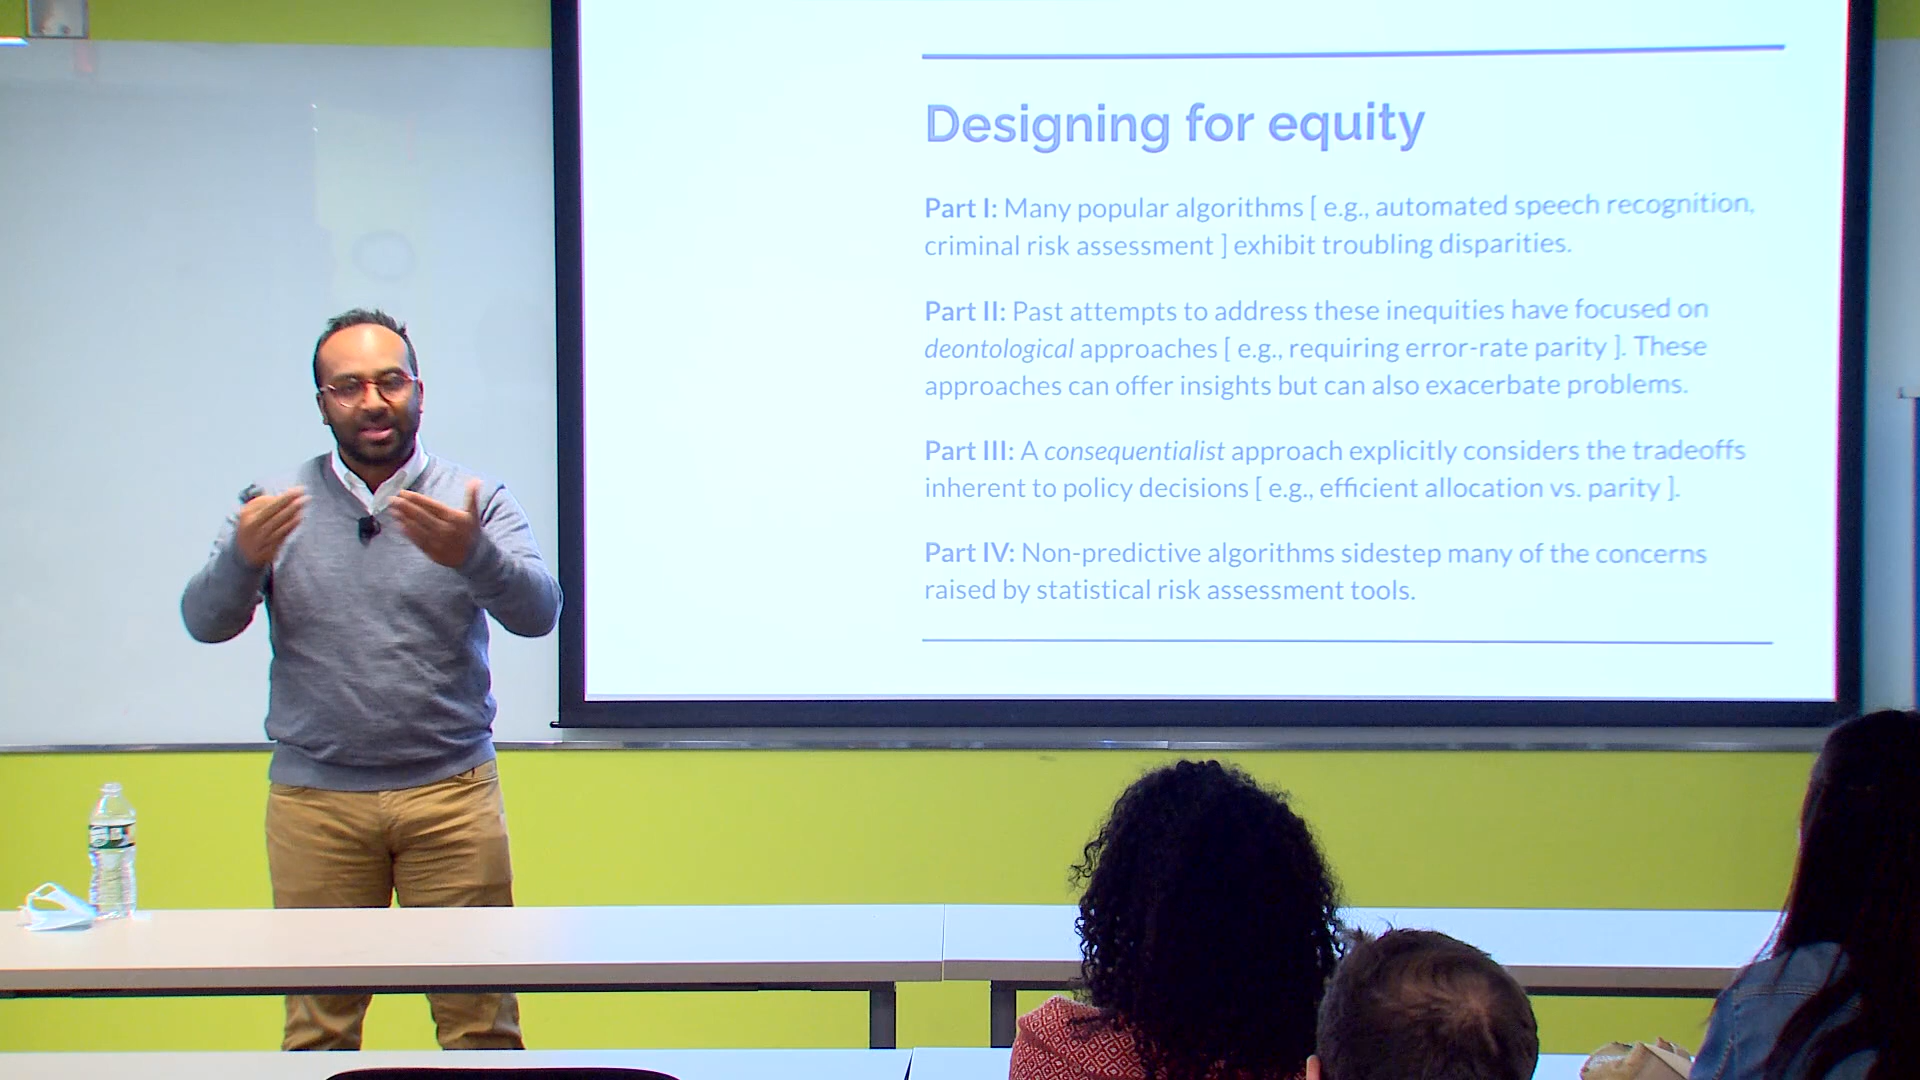 Designing for equity
Part I: Many popular algorithms [ e.g., automated speech recognition,
criminal risk assessment ] exhibit troubling disparities.
Part II: Past attempts to address these inequities have focused on
deontological approaches [ e.g., requiring error-rate parity ]. These
approaches can offer insights but can also exacerbate problems.
Part III: A consequentialist approach explicitly considers the tradeoffs
inherent to policy decisions [ e.g., efficient allocation vs. parity ].
Part IV: Non-predictive algorithms sidestep many of the concerns
raised by statistical risk assessment tools.